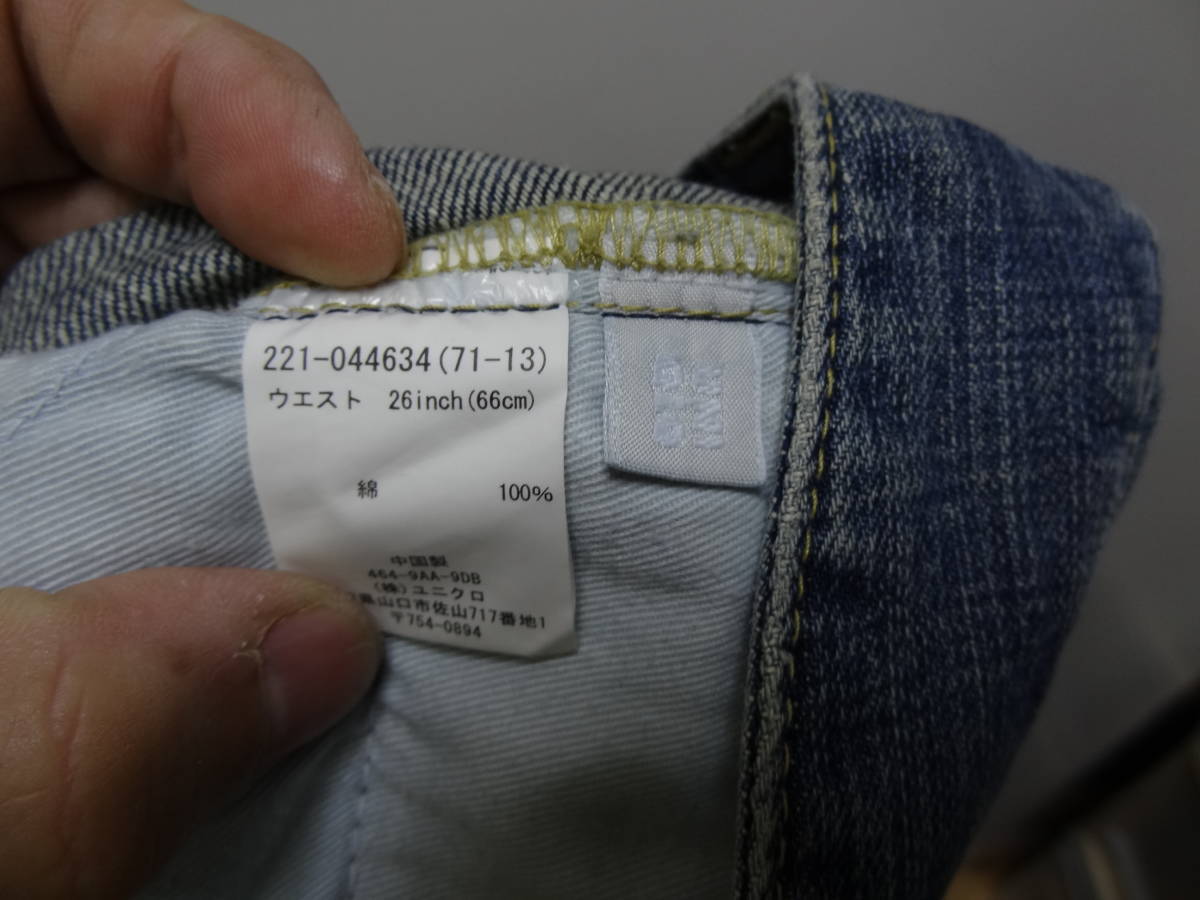 221-044634(71-13)
ウエスト 26inch(66cm)
綿 100%
中国製
464-9AA-9DB
(株)ユニクロ
県山口市佐山717番地1
〒754-0894